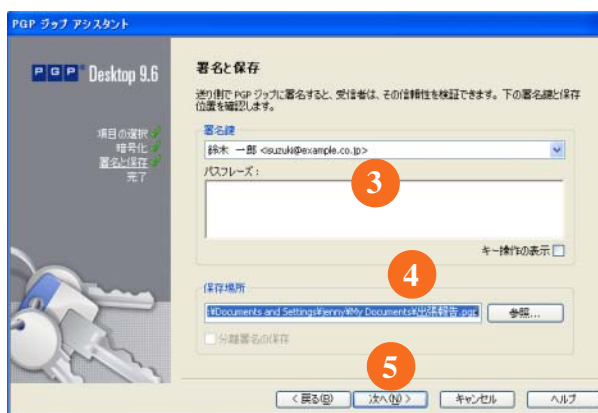 PGP ジップ アシスタント
PGP Desktop 9.6
項目の選択
暗号化
署名と保存
完了
署名と保存
送り側で PGP ジップに署名すると、受信者は、その信頼性を検証できます。下の署名鍵と保存
位置を確認します。
署名鍵
鈴木 一郎 <isuzuki@example.co.jp>
パスフレーズ：
3
キー操作の表示
4
保存場所
:¥Documents and Settings¥jenny¥My Documents¥出張報告.pgp
参照...
分離署名の保存
5
< 戻る(B)
次へ(N) >
キャンセル
ヘルプ